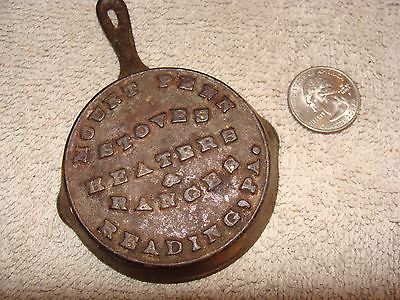 MOUNT PENN
STOVES
HEATERS
&
RANGES
READING, PA.